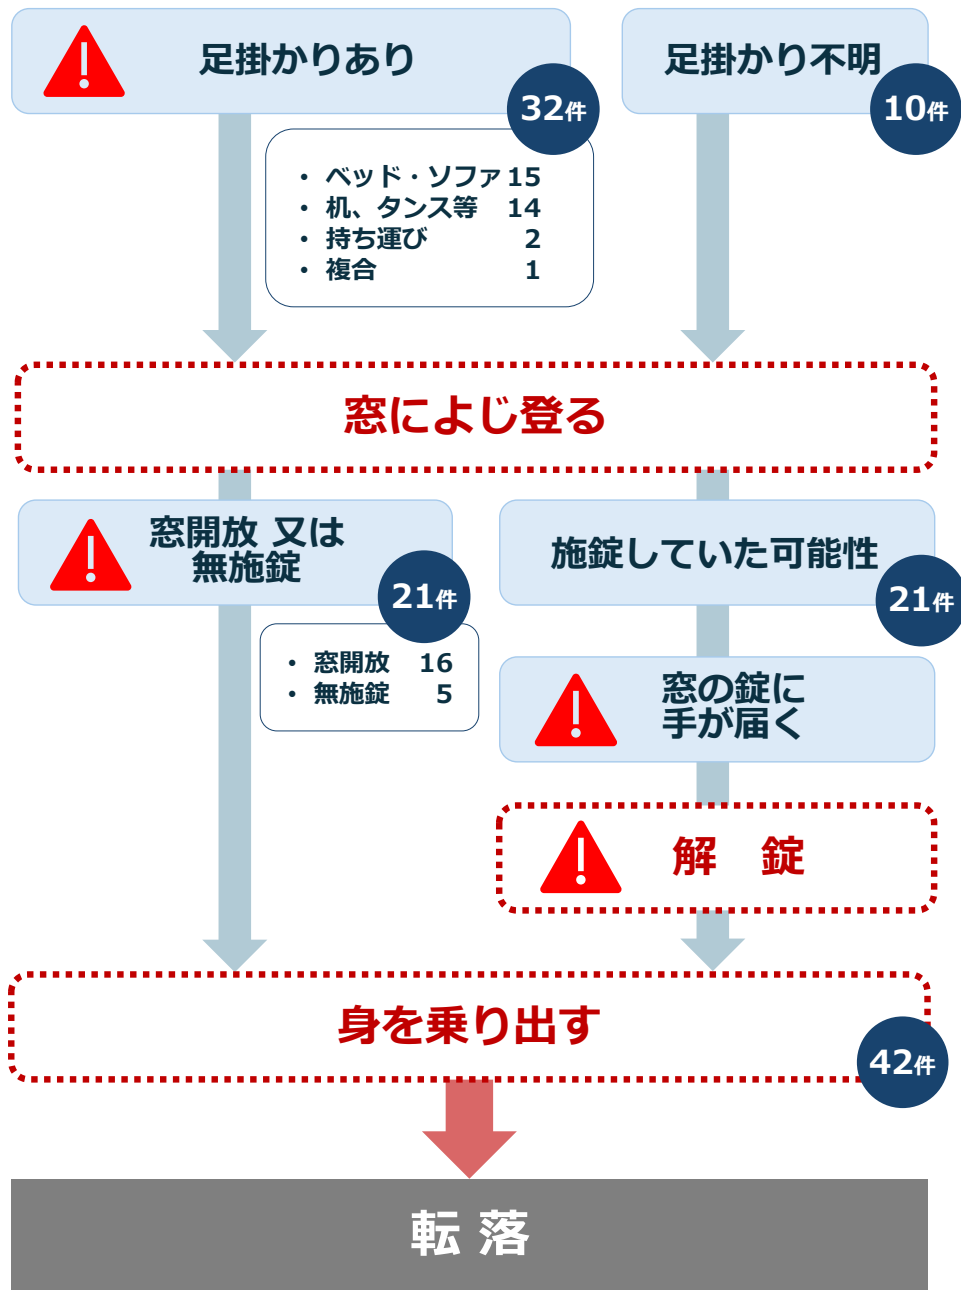 足掛かりあり
32件
足掛かり不明
10件
・ ベッド・ソファ 15
・ 机、タンス等 14
・ 持ち運び 2
・ 複合 1
窓によじ登る
窓開放 又は
無施錠
21件
・ 窓開放 16
・ 無施錠 5
施錠していた可能性
21件
窓の錠に
手が届く
解 錠
身を乗り出す
42件
転 落